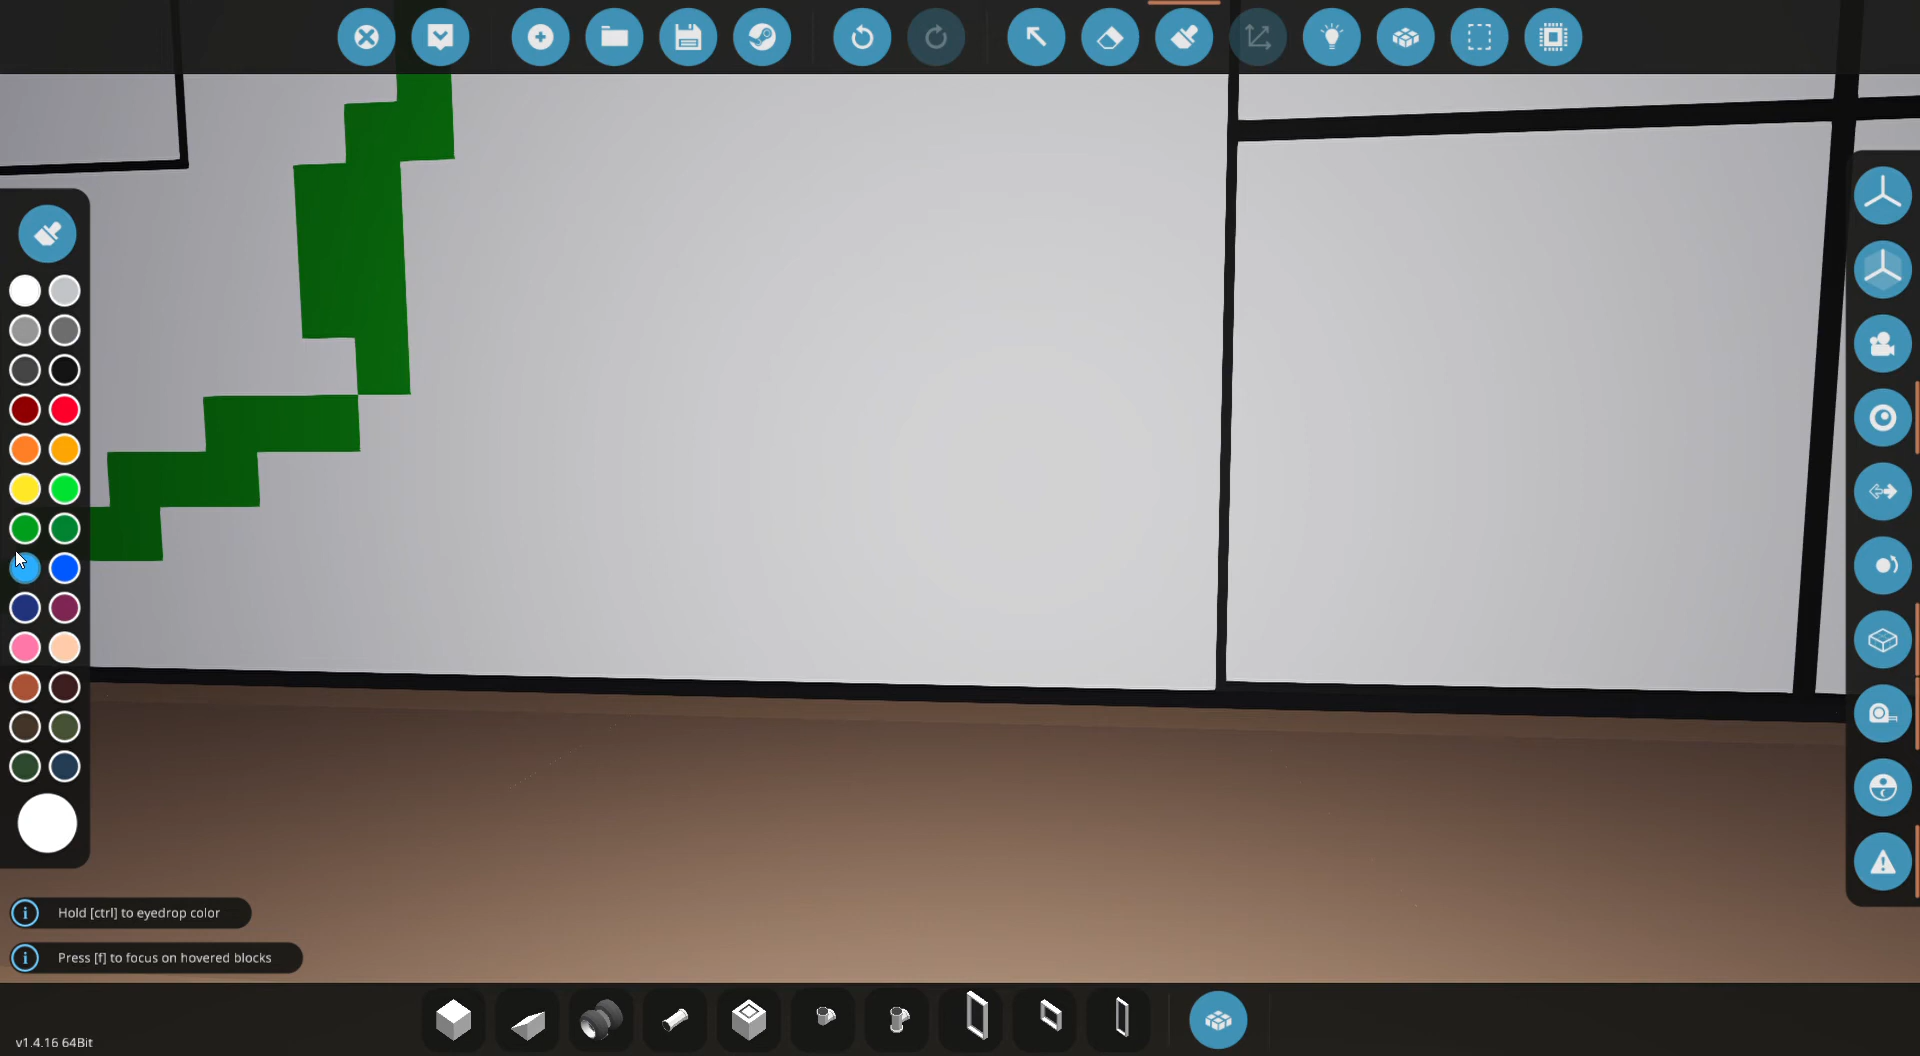 Hold [ctrl] to eyedrop color
Press [f] to focus on hovered blocks
v1.4.16 64Bit